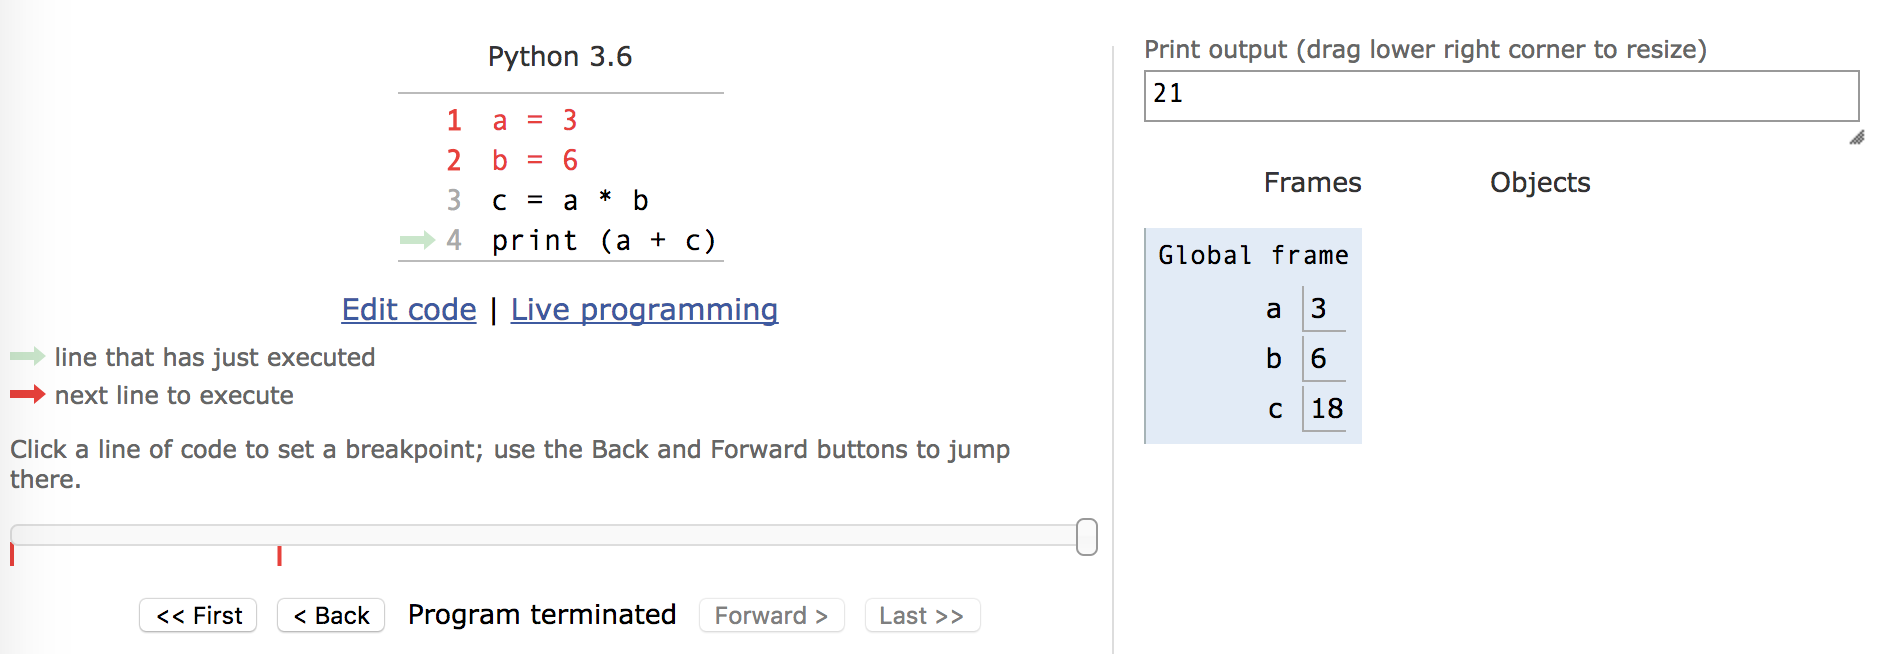 Python 3.6
1 a = 3
2 b = 6
3 c = a * b
4 print (a + c)
Edit code | Live programming
line that has just executed
next line to execute
Click a line of code to set a breakpoint; use the Back and Forward buttons to jump
there.
<< First < Back Program terminated Forward > Last >>
Print output (drag lower right corner to resize)
21
Frames Objects
Global frame
a 3
b 6
c 18